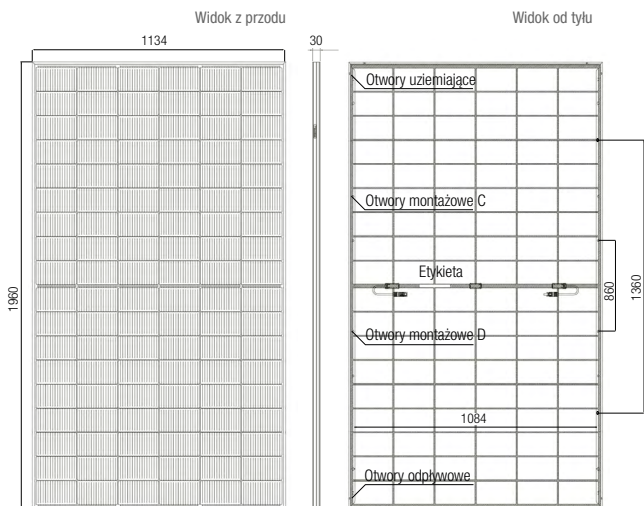 Widok z przodu
Widok od tyłu
1134
30
Otwory uziemiające
Otwory montażowe C
Etykieta
1960
860
1360
Otwory montażowe D
1084
Otwory odpływowe